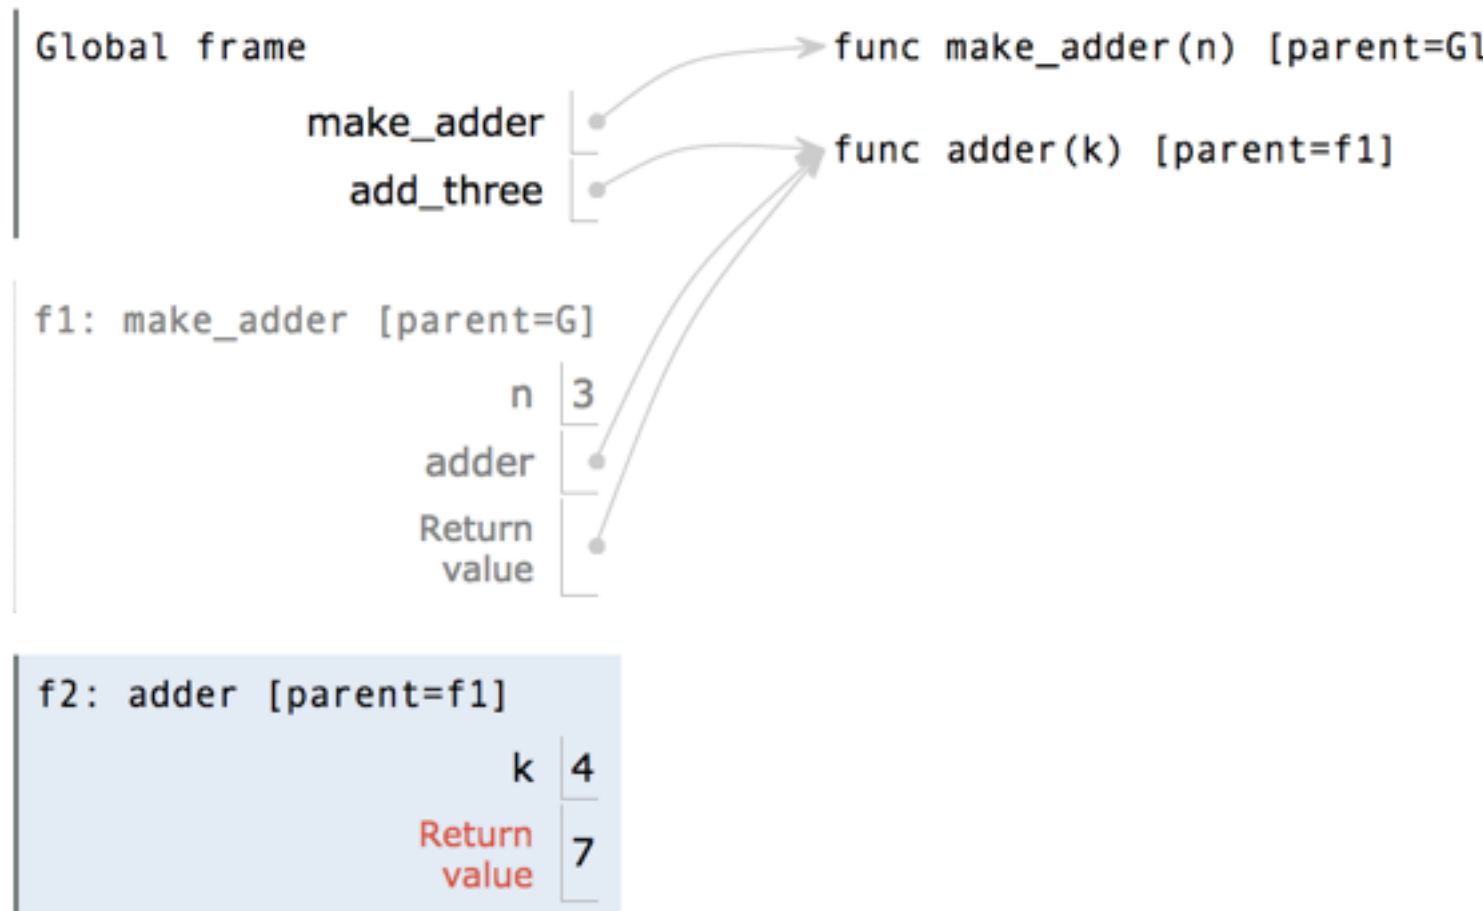 Global frame
func make_adder(n) [parent=Gl
make_adder
add_three
func adder(k) [parent=f1]
f1: make_adder [parent=G]
n 3
adder
Return
value
f2: adder [parent=f1]
k 4
Return
value 7